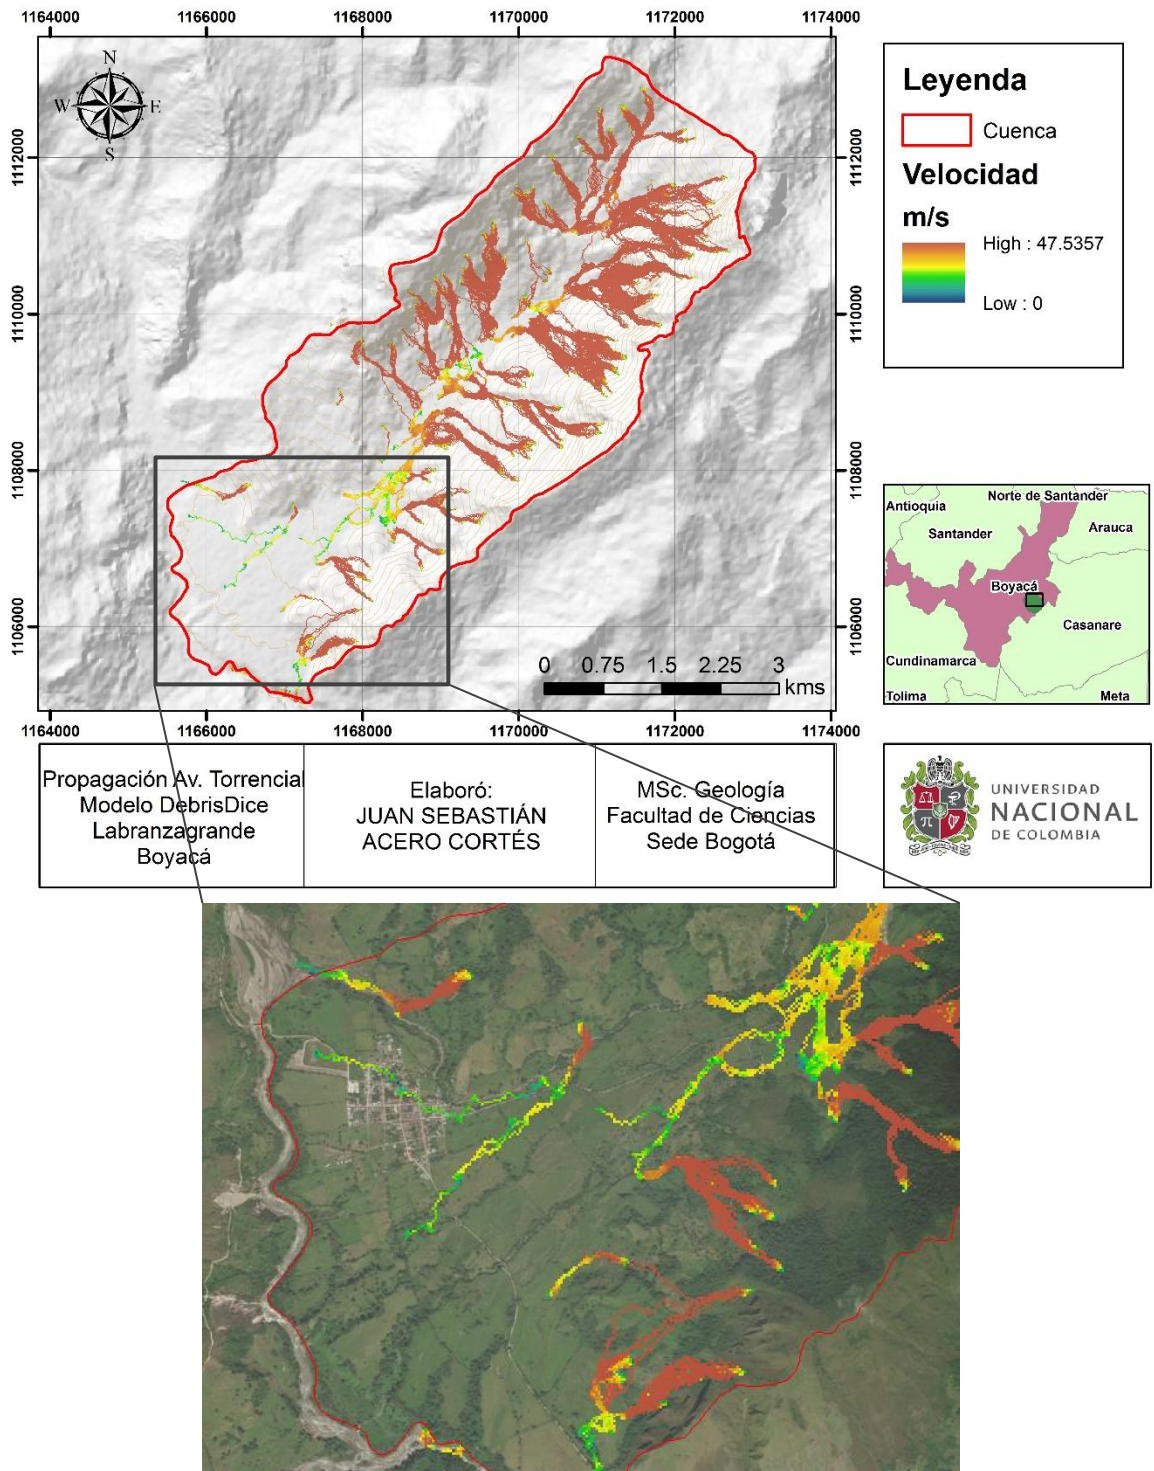 1164000 1166000 1168000 1170000 1172000 1174000
N
W E
S
1112000 1112000
1110000 1110000
1108000 1108000
1106000 1106000
0 0.75 1.5 2.25 3
kms
1164000 1166000 1168000 1170000 1172000 1174000
Leyenda
Cuenca
Velocidad
m/s
High : 47.5357
Low : 0
Norte de Santander
Antioquia
Arauca
Santander
Boyacá
Casanare
Cundinamarca
Tolima
Meta
Propagación Av. Torrencial
Modelo DebrisDice
Labranzagrande
Boyacá
Elaboró:
JUAN SEBASTIÁN
ACERO CORTÉS
MSc. Geología
Facultad de Ciencias
Sede Bogotá
UNIVERSIDAD
NACIONAL
DE COLOMBIA